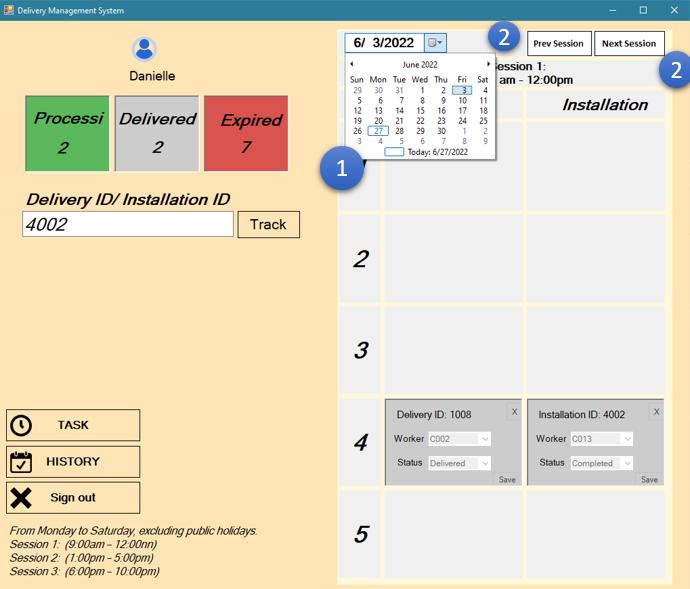 Delivery Management System
Danielle
Processi
2
Delivered
2
Expired
7
Delivery ID/ Installation ID
4002
Track
TASK
HISTORY
Sign out
From Monday to Saturday, excluding public holidays.
Session 1: (9:00am - 12:00nn)
Session 2: (1:00pm - 5:00pm)
Session 3: (6:00pm - 10:00pm)
6/ 3/2022
2
Prev Session
Next Session
2
ession 1:
am - 12:00pm
June 2022
Sun Mon Tue Wed Thu Fri Sat
29 30 31 1 2 3 4
5 6 7 8 9 10 11
12 13 14 15 16 17 18
19 20 21 22 23 24 25
26 27 28 29 30 1 2
3 4 5 6 7 8 9
Today: 6/27/2022
1
Installation
2
3
4
Delivery ID: 1008
X
Worker C002
Status Delivered
Save
Installation ID: 4002
X
Worker C013
Status Completed
Save
5